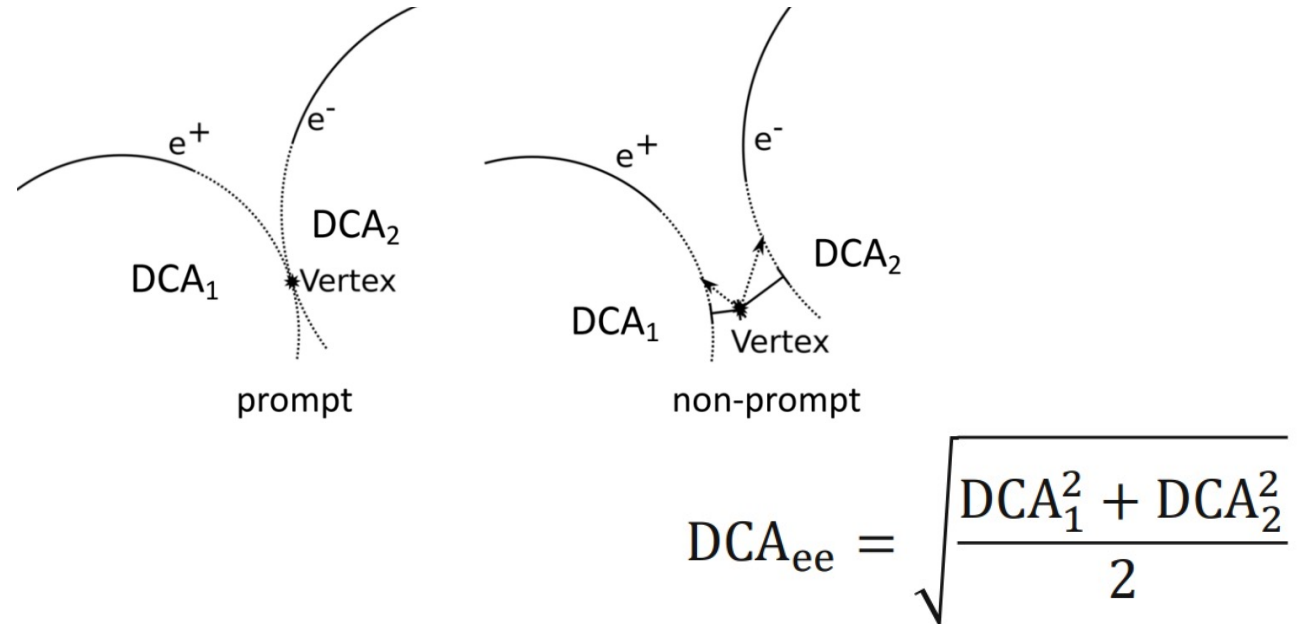 e⁺
e⁻
DCA₂
DCA₁
Vertex
prompt
e⁺
e⁻
DCA₂
DCA₁
Vertex
non-prompt
DCAₑₑ = √((DCA₁² + DCA₂²)/2)